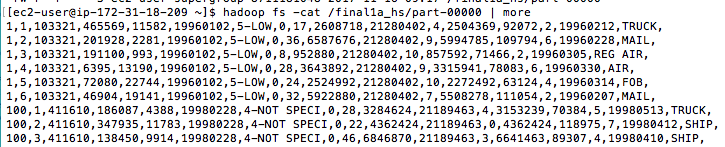 [ec2-user@ip-172-31-18-209 ~]$ hadoop fs -cat /final1a_hs/part-00000 | more
1,1,103321,465569,11582,19960102,5-LOW,0,17,2608718,21280402,4,2504369,92072,2,19960212,TRUCK,
1,2,103321,201928,2281,19960102,5-LOW,0,36,6587676,21280402,9,5994785,109794,6,19960228,MAIL,
1,3,103321,191100,993,19960102,5-LOW,0,8,952880,21280402,10,857592,71466,2,19960305,REG AIR,
1,4,103321,6395,13190,19960102,5-LOW,0,28,3643892,21280402,9,3315941,78083,6,19960330,AIR,
1,5,103321,72080,22744,19960102,5-LOW,0,24,2524992,21280402,10,2272492,63124,4,19960314,FOB,
1,6,103321,46904,19141,19960102,5-LOW,0,32,5922880,21280402,7,5508278,111054,2,19960207,MAIL,
100,1,411610,186087,4388,19980228,4-NOT SPECI,0,28,3284624,21189463,4,3153239,70384,5,19980513,TRUCK,
100,2,411610,347935,11783,19980228,4-NOT SPECI,0,22,4362424,21189463,0,4362424,118975,7,19980412,SHIP,
100,3,411610,138450,9914,19980228,4-NOT SPECI,0,46,6846870,21189463,3,6641463,89307,4,19980410,SHIP,